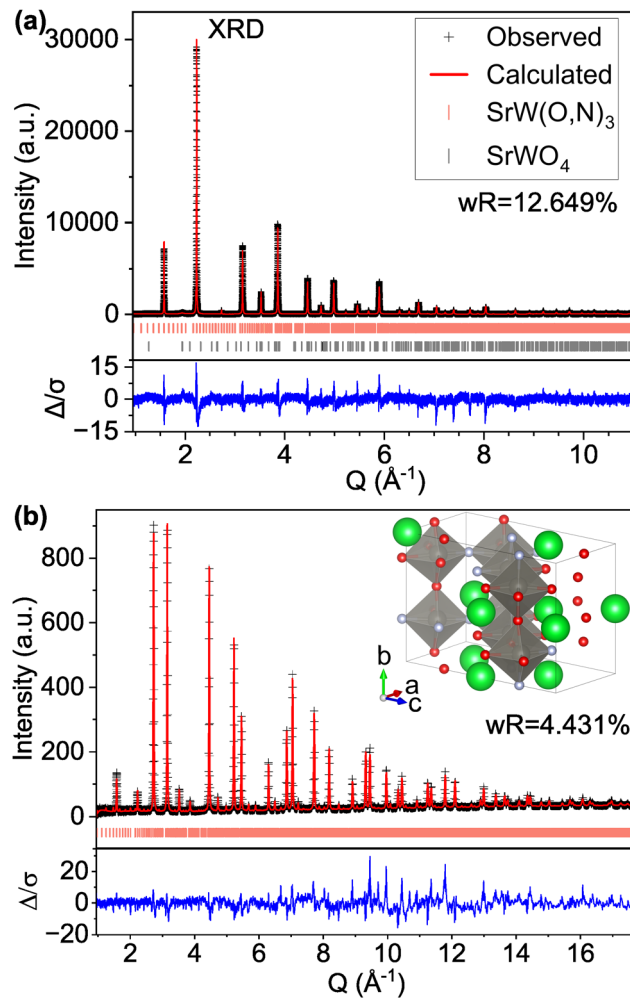 (a)
XRD
Observed
Calculated
SrW(O,N)₃
SrWO₄
wR=12.649%
30000
20000
10000
0
Intensity (a.u.)
15
0
−15
Δ/σ
2
4
6
8
10
Q (Å⁻¹)
(b)
800
600
400
200
0
Intensity (a.u.)
b
a
c
wR=4.431%
20
0
−20
Δ/σ
2
4
6
8
10
12
14
16
Q (Å⁻¹)